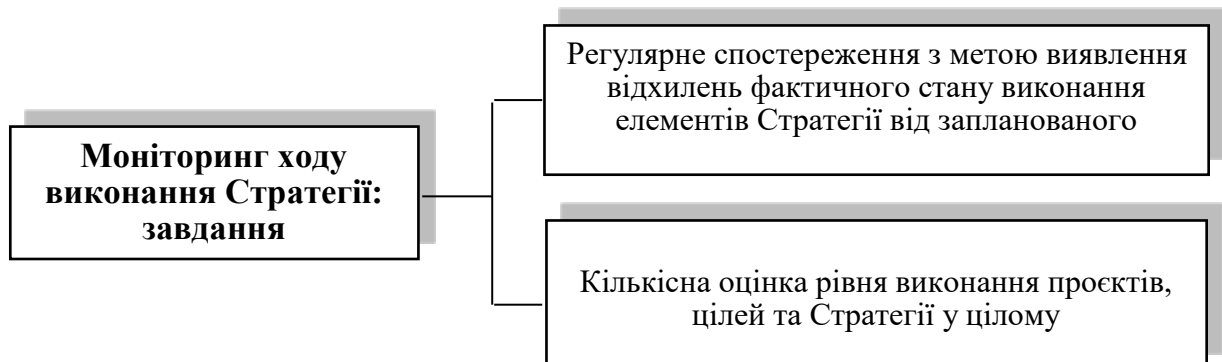 Моніторинг ходу
виконання Стратегії:
завдання
Регулярне спостереження з метою виявлення
відхилень фактичного стану виконання
елементів Стратегії від запланованого
Кількісна оцінка рівня виконання проєктів,
цілей та Стратегії у цілому